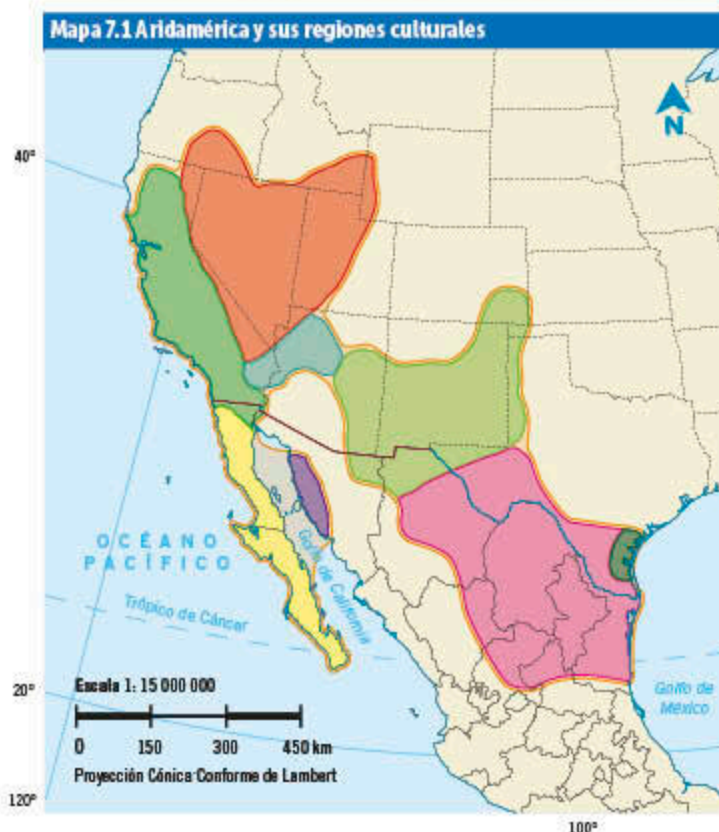 Mapa 7.1 Aridamérica y sus regiones culturales
N
40°
OCÉANO
PACÍFICO
Golfo de California
Trópico de Cáncer
Escala 1: 15 000 000
20°
Golfo de
México
0 150 300 450 km
Proyección Cónica Conforme de Lambert
120°
100°